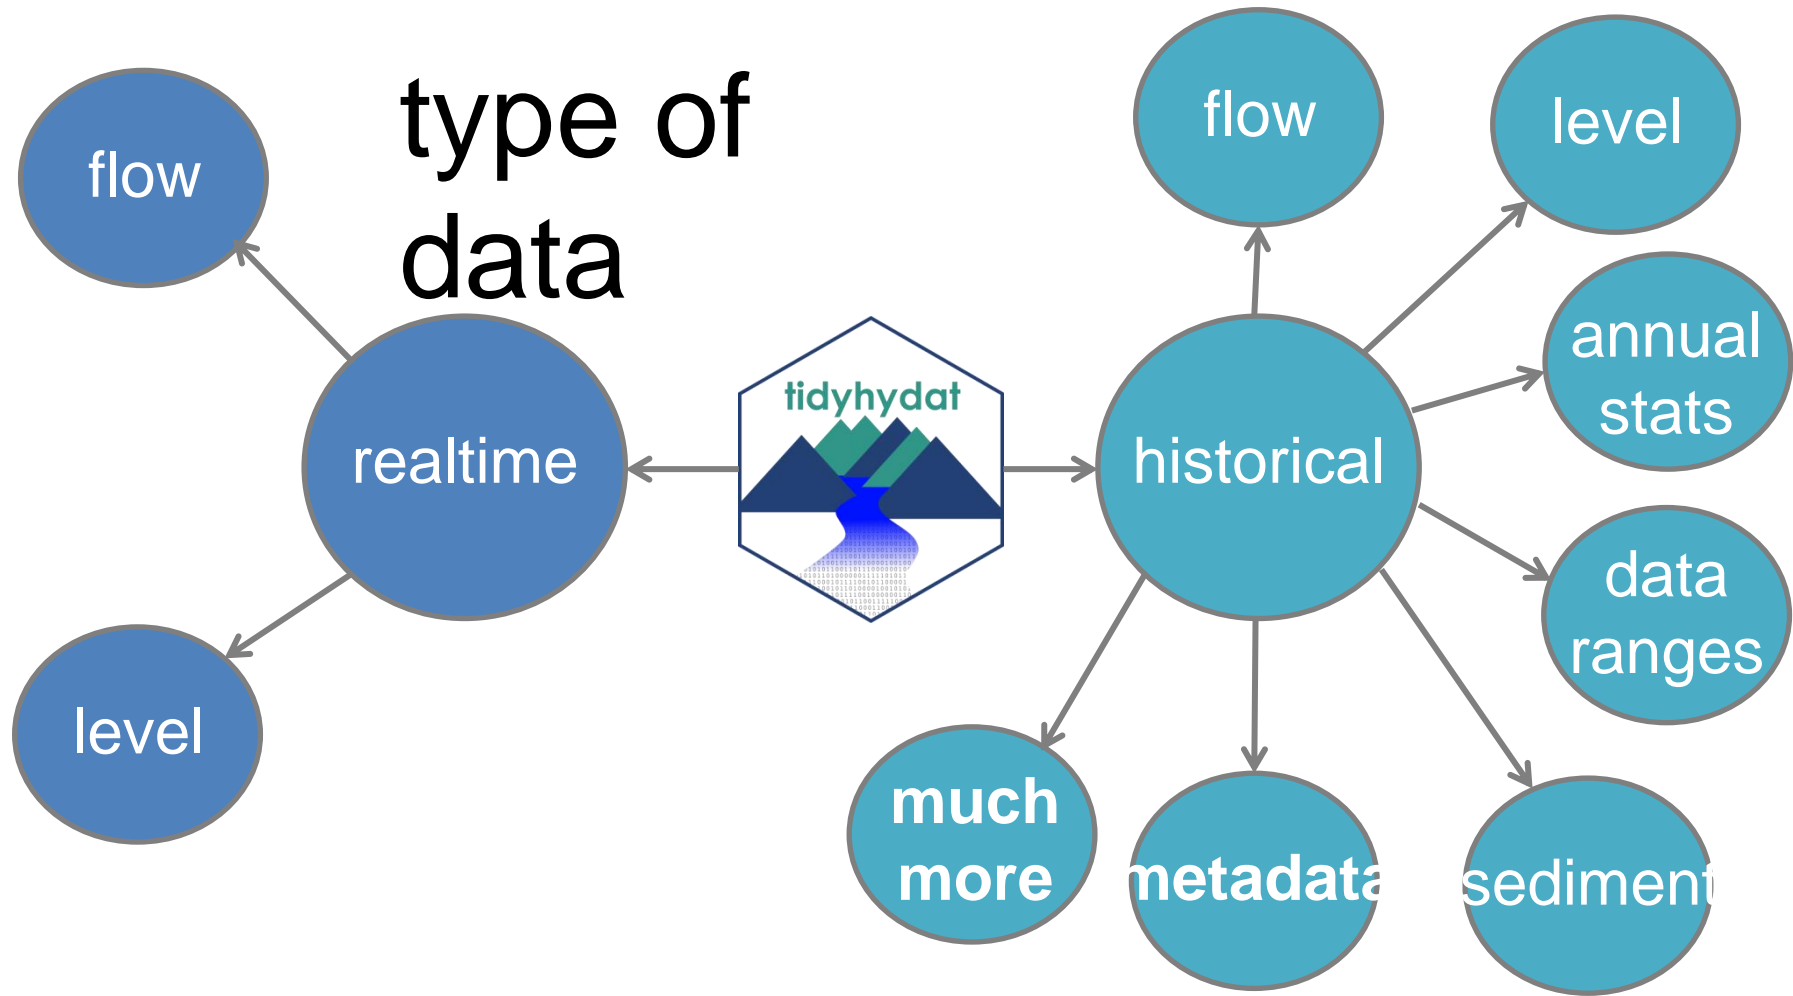 type of
data
flow
realtime
level
tidyhydat
historical
flow
level
annual
stats
data
ranges
sediment
metadata
much
more